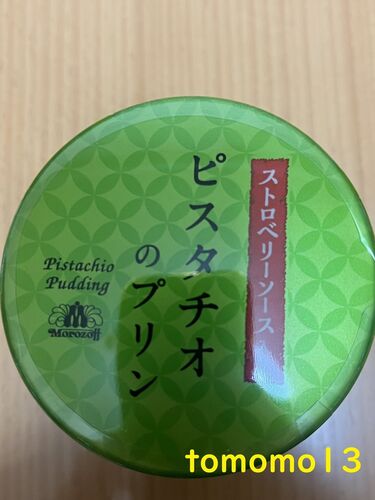 ストロベリーソース
ピスタチオ
のプリン
Pistachio
Pudding
Morozoff
tomomo13